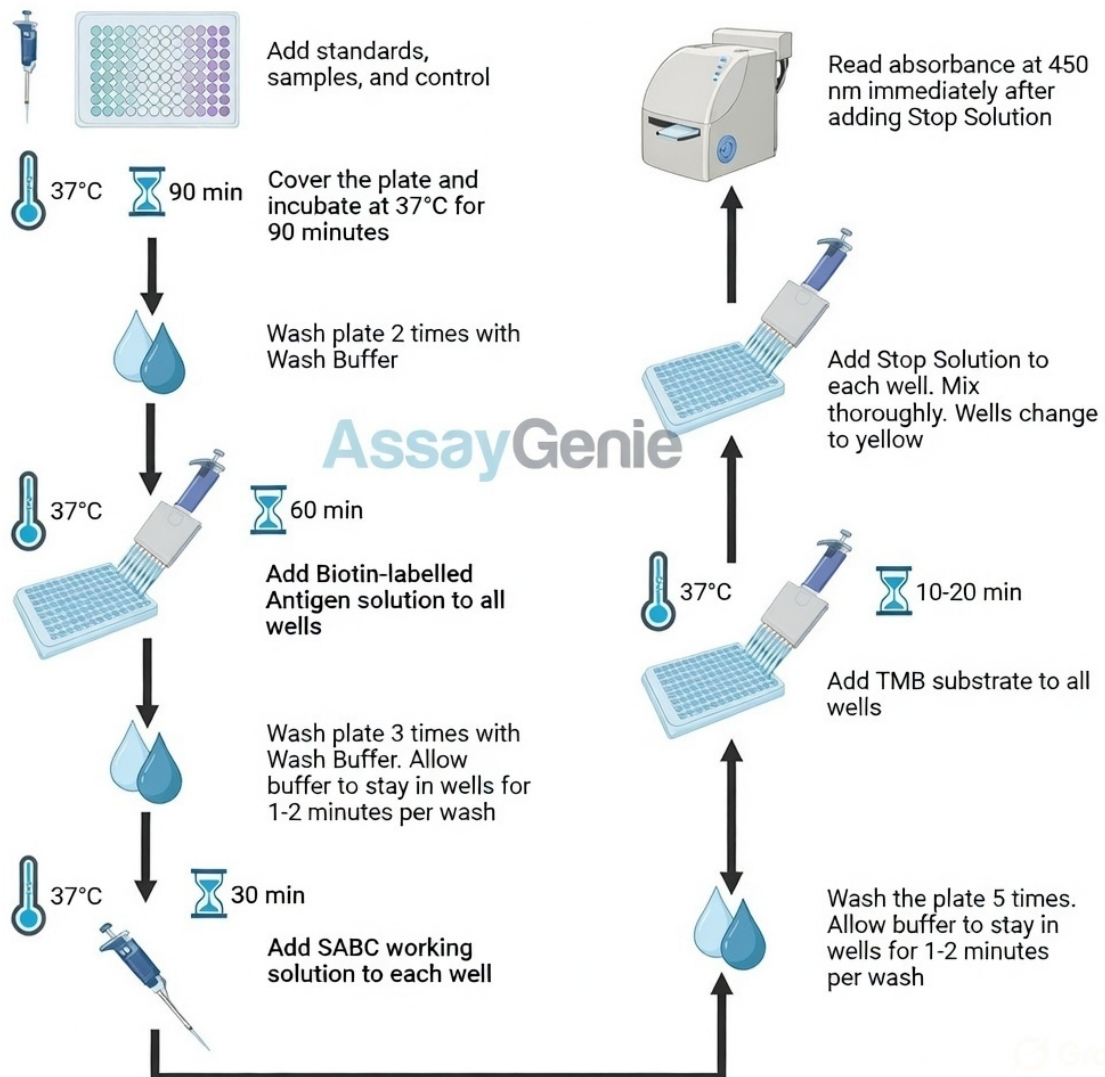 Add standards,
samples, and control
37°C
90 min
Cover the plate and
incubate at 37°C for
90 minutes
Wash plate 2 times with
Wash Buffer
AssayGenie
37°C
60 min
Add Biotin-labelled
Antigen solution to all
wells
Wash plate 3 times with
Wash Buffer. Allow
buffer to stay in wells for
1-2 minutes per wash
37°C
30 min
Add SABC working
solution to each well
Wash the plate 5 times.
Allow buffer to stay in
wells for 1-2 minutes
per wash
37°C
10-20 min
Add TMB substrate to all
wells
Add Stop Solution to
each well. Mix
thoroughly. Wells change
to yellow
Read absorbance at 450
nm immediately after
adding Stop Solution